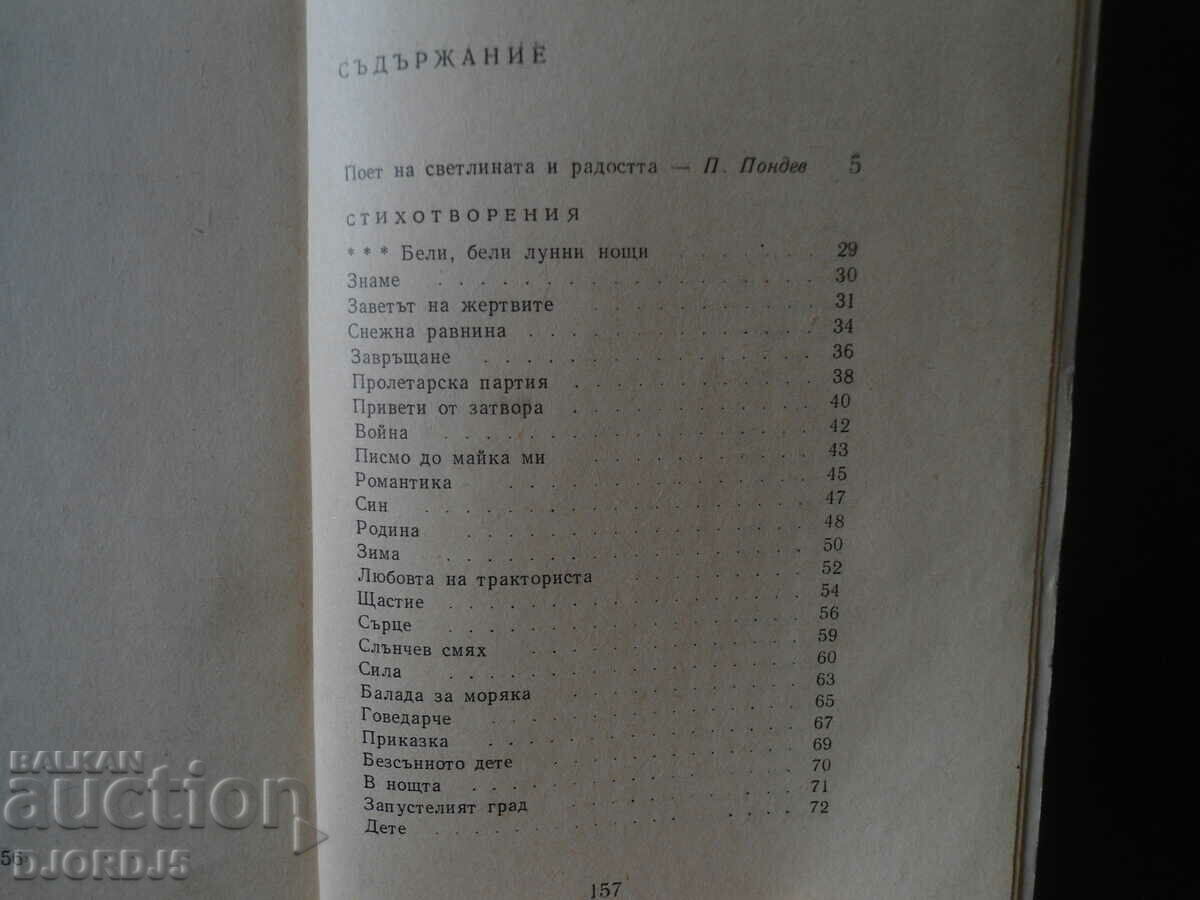 СЪДЪРЖАНИЕ
Поет на светлината и радостта — П. Пондев 5
СТИХОТВОРЕНИЯ
* * * Бели, бели лунни нощи . . . . . . 29
Знаме . . . . . . . . . . . . . . . 30
Заветът на жертвите . . . . . . . . . 31
Снежна равнина . . . . . . . . . . . 34
Завръщане . . . . . . . . . . . . . 36
Пролетарска партия . . . . . . . . . . 38
Привети от затвора . . . . . . . . . . 40
Война . . . . . . . . . . . . . . . 42
Писмо до майка ми . . . . . . . . . 43
Романтика . . . . . . . . . . . . 45
Син . . . . . . . . . . . . . . . . 47
Родина . . . . . . . . . . . . . . 48
Зима . . . . . . . . . . . . . . . 50
Любовта на тракториста . . . . . . . . 52
Щастие . . . . . . . . . . . . . . 54
Сърце . . . . . . . . . . . . . . 56
Слънчев смях . . . . . . . . . . . 59
Сила . . . . . . . . . . . . . . . 60
Балада за моряка . . . . . . . . . . 63
Говедарче . . . . . . . . . . . . 65
Приказка . . . . . . . . . . . . . 67
Безсънното дете . . . . . . . . . . 69
В нощта . . . . . . . . . . . . . 70
Запустелият град . . . . . . . . . . 71
Дете . . . . . . . . . . . . . . . 72
157
56
BALKAN
auction
DJORDJ5